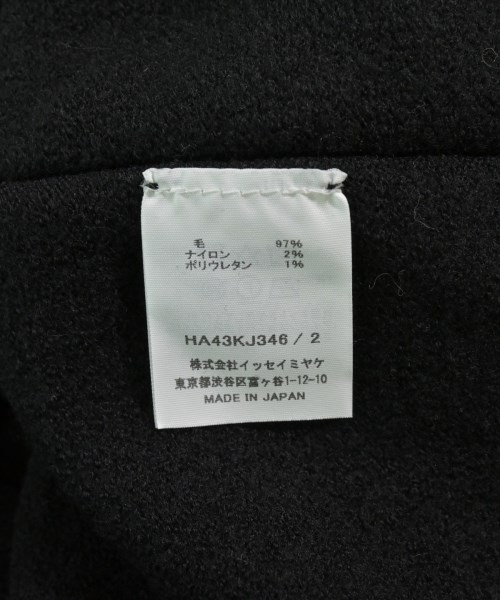 毛 97%
ナイロン 2%
ポリウレタン 1%
HA43KJ346 / 2
株式会社イッセイミヤケ
東京都渋谷区富ヶ谷1-12-10
MADE IN JAPAN